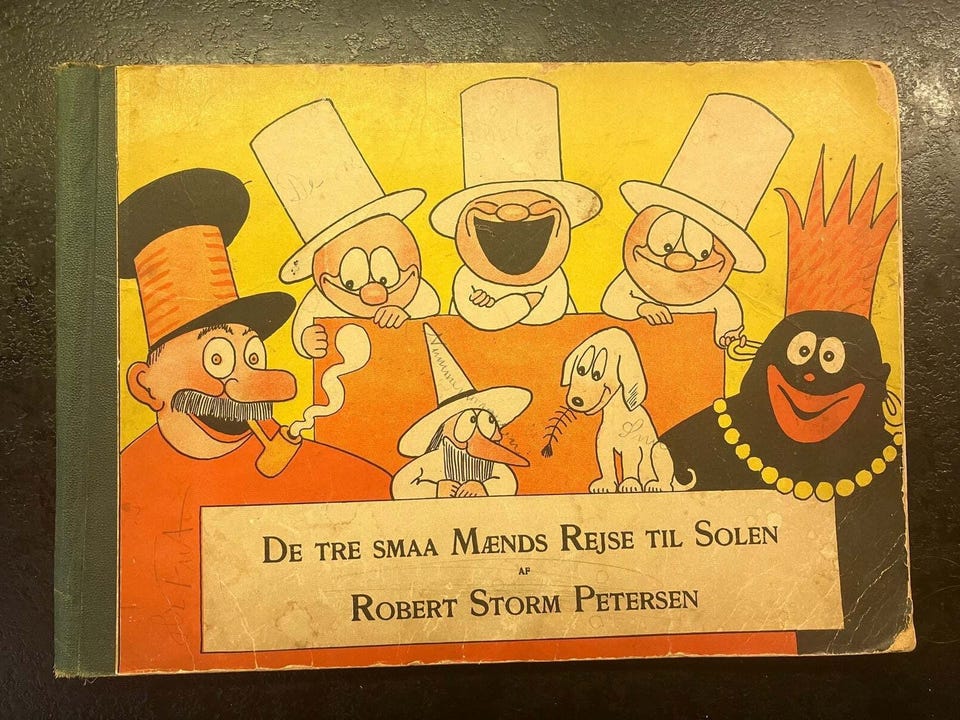 DE TRE SMAA MÆNDS REJSE TIL SOLEN
AF
ROBERT STORM PETERSEN